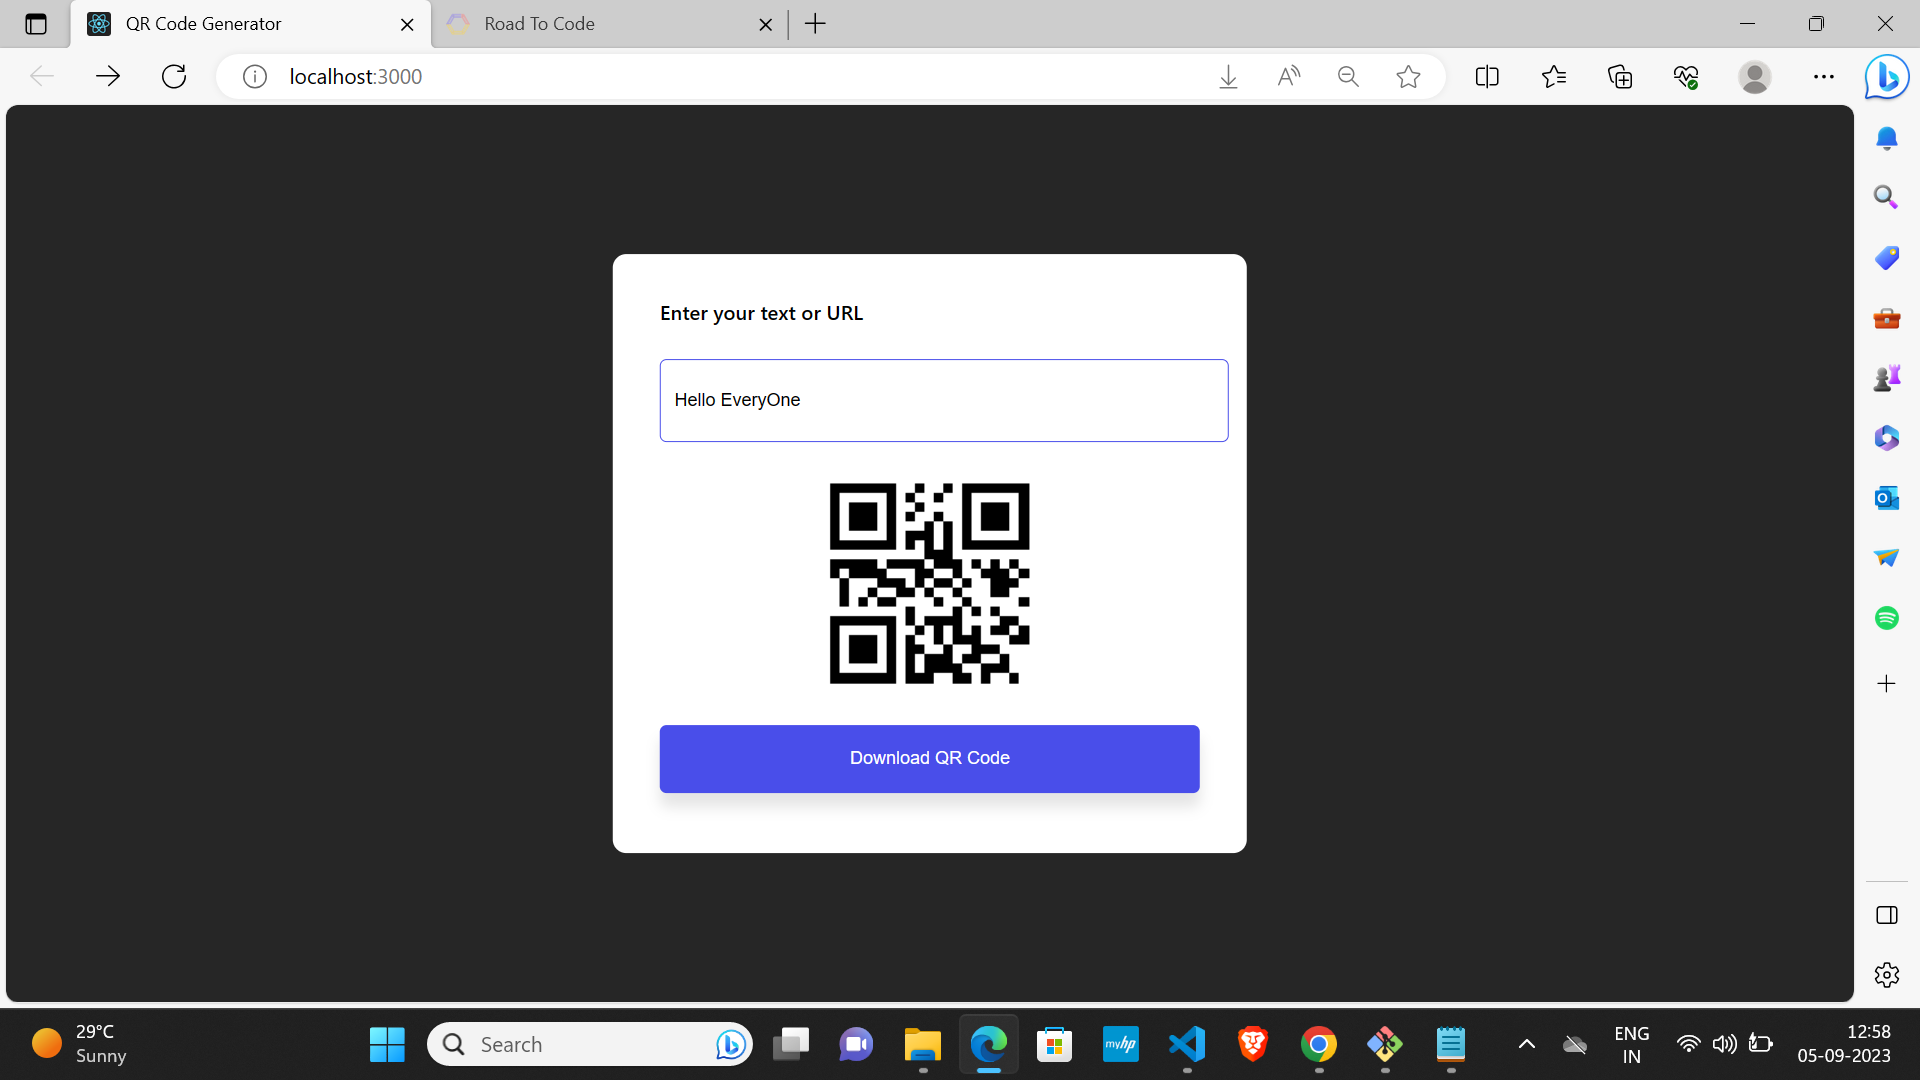 QR Code Generator
Road To Code
localhost:3000
Enter your text or URL
Hello EveryOne
Download QR Code
29°C
Sunny
Search
myhp
ENG
IN
12:58
05-09-2023